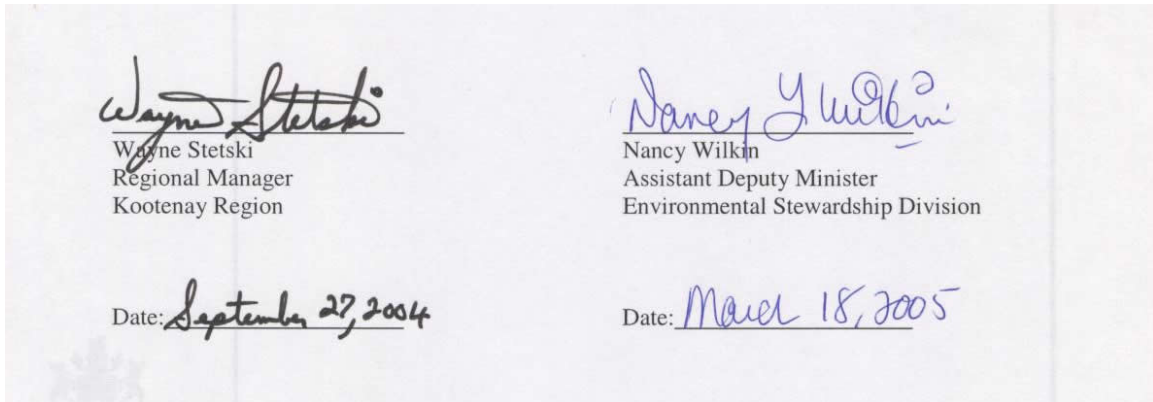 Wayne Stetski
Wayne Stetski
Regional Manager
Kootenay Region
Date: September 27, 2004
Nancy Y Wilkin
Nancy Wilkin
Assistant Deputy Minister
Environmental Stewardship Division
Date: March 18, 2005